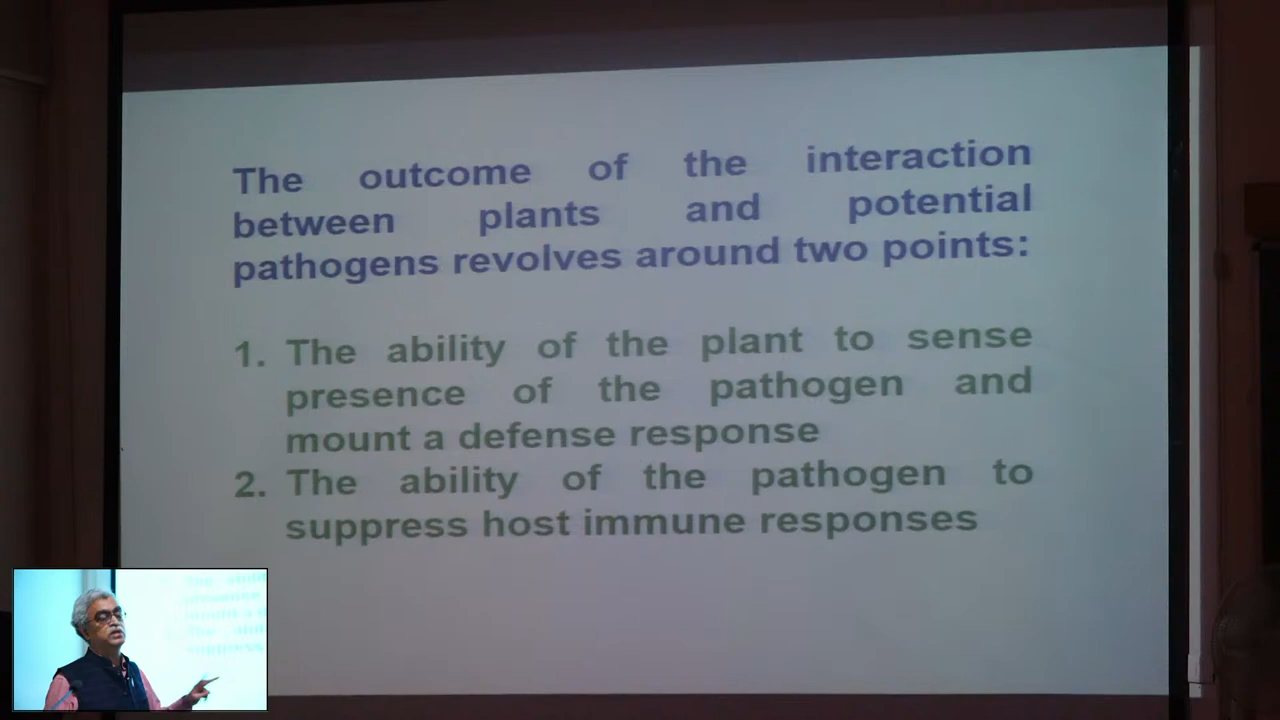 The outcome of the interaction
between plants and potential
pathogens revolves around two points:
1. The ability of the plant to sense
presence of the pathogen and
mount a defense response
2. The ability of the pathogen to
suppress host immune responses